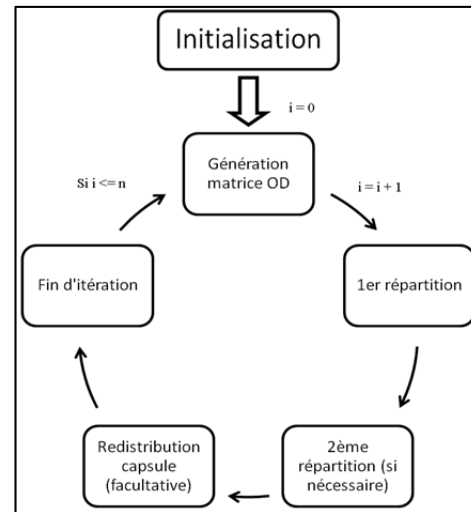 Initialisation
i = 0
Génération
matrice OD
Si i <= n
i = i + 1
Fin d'itération
1er répartition
Redistribution
capsule
(facultative)
2ème
répartition (si
nécessaire)